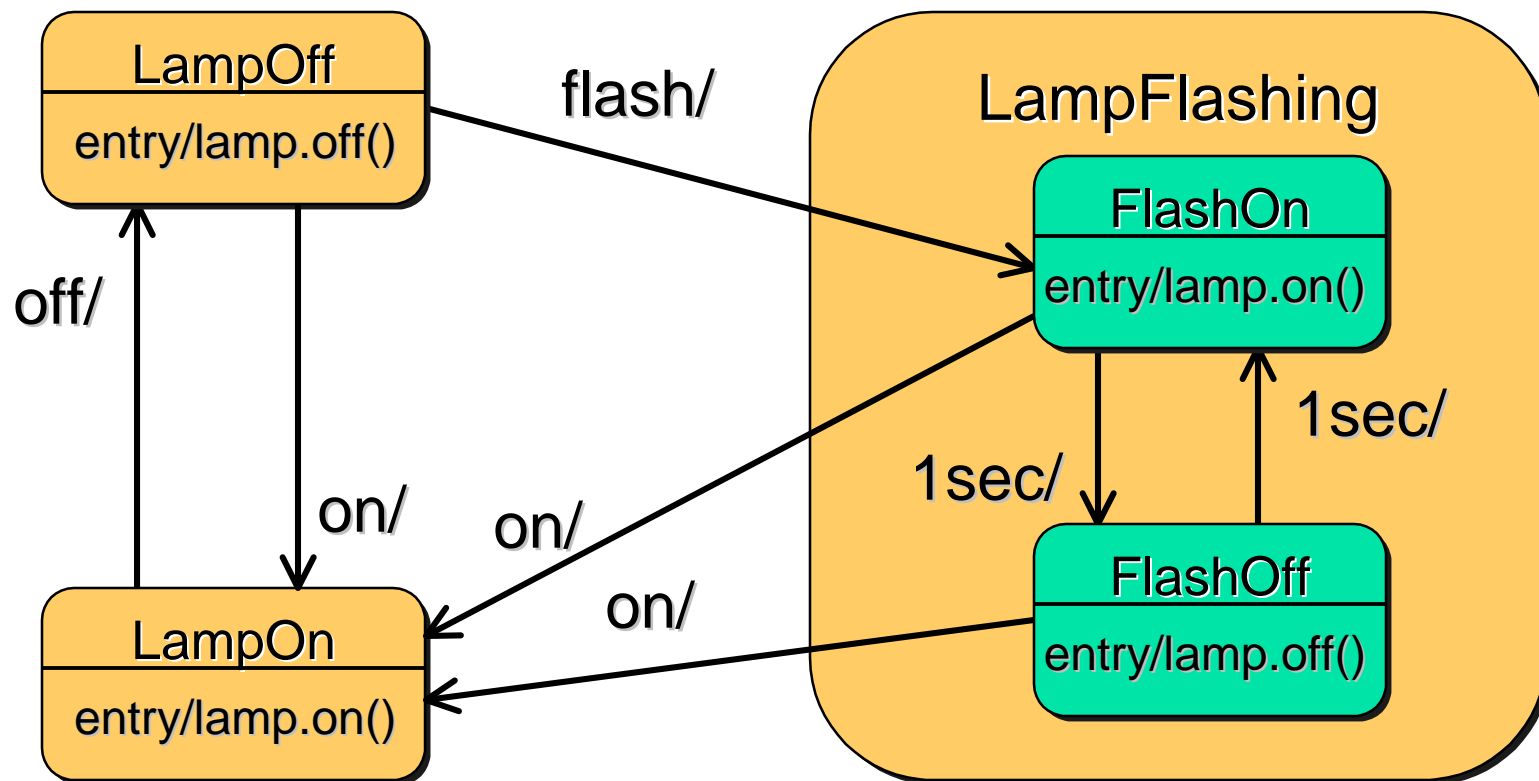 LampOff
entry/lamp.off()
flash/
LampFlashing
FlashOn
entry/lamp.on()
off/
on/
on/
1sec/
1sec/
on/
FlashOff
entry/lamp.off()
LampOn
entry/lamp.on()